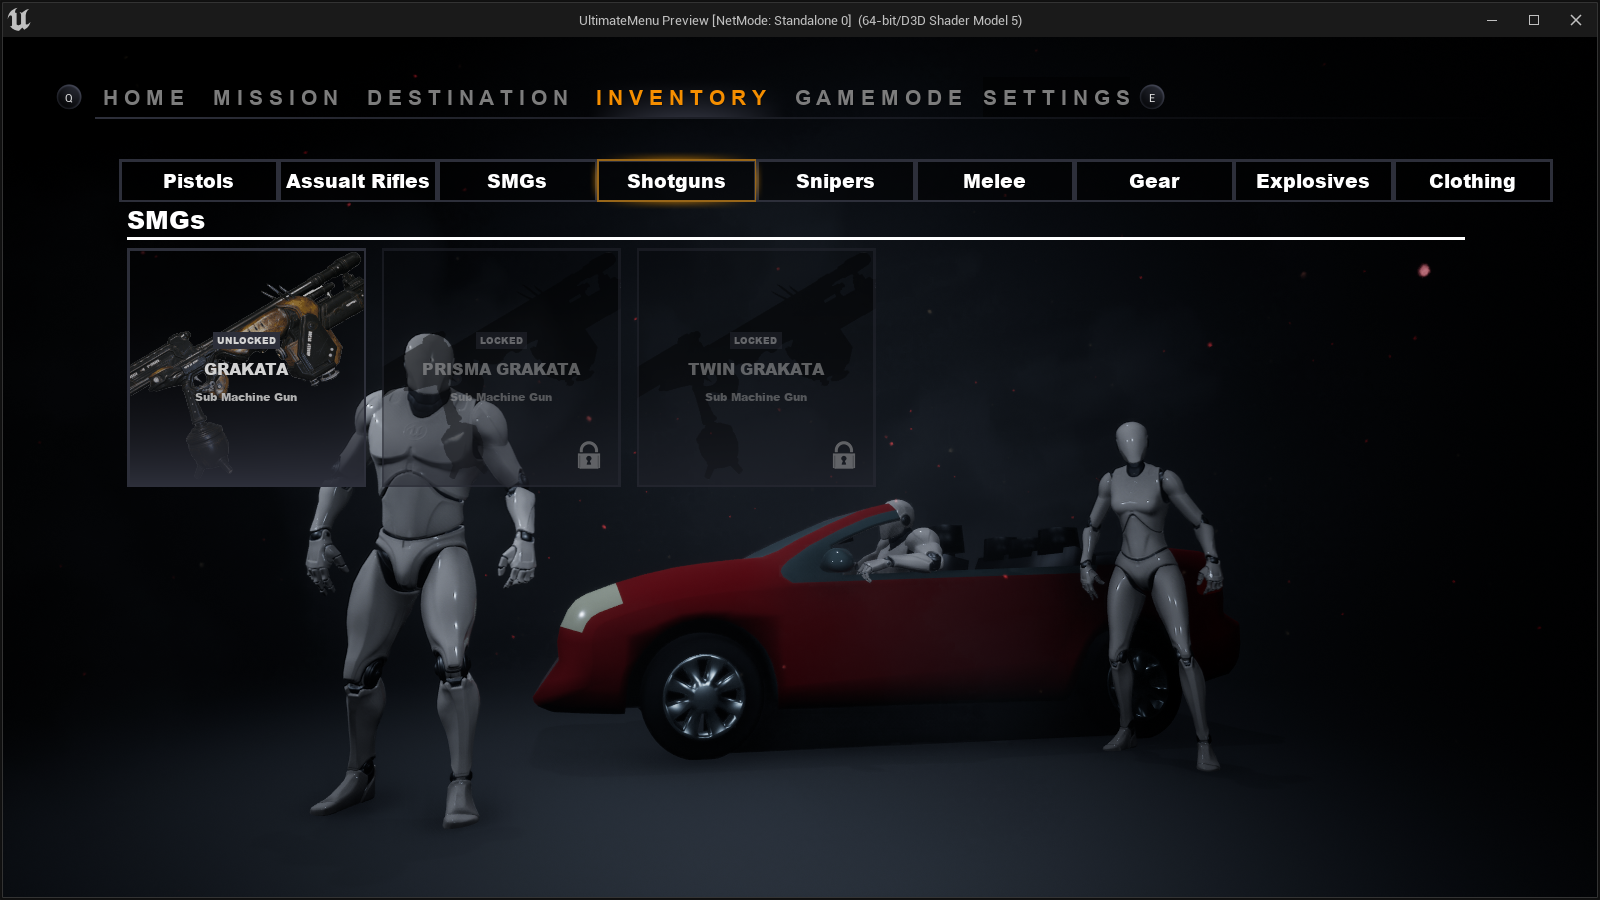 UltimateMenu Preview [NetMode: Standalone 0]  (64-bit/D3D Shader Model 5)
Q HOME MISSION DESTINATION INVENTORY GAMEMODE SETTINGS E
Pistols Assualt Rifles SMGs Shotguns Snipers Melee Gear Explosives Clothing
SMGs
UNLOCKED
GRAKATA
Sub Machine Gun
LOCKED
PRISMA GRAKATA
Sub Machine Gun
LOCKED
TWIN GRAKATA
Sub Machine Gun